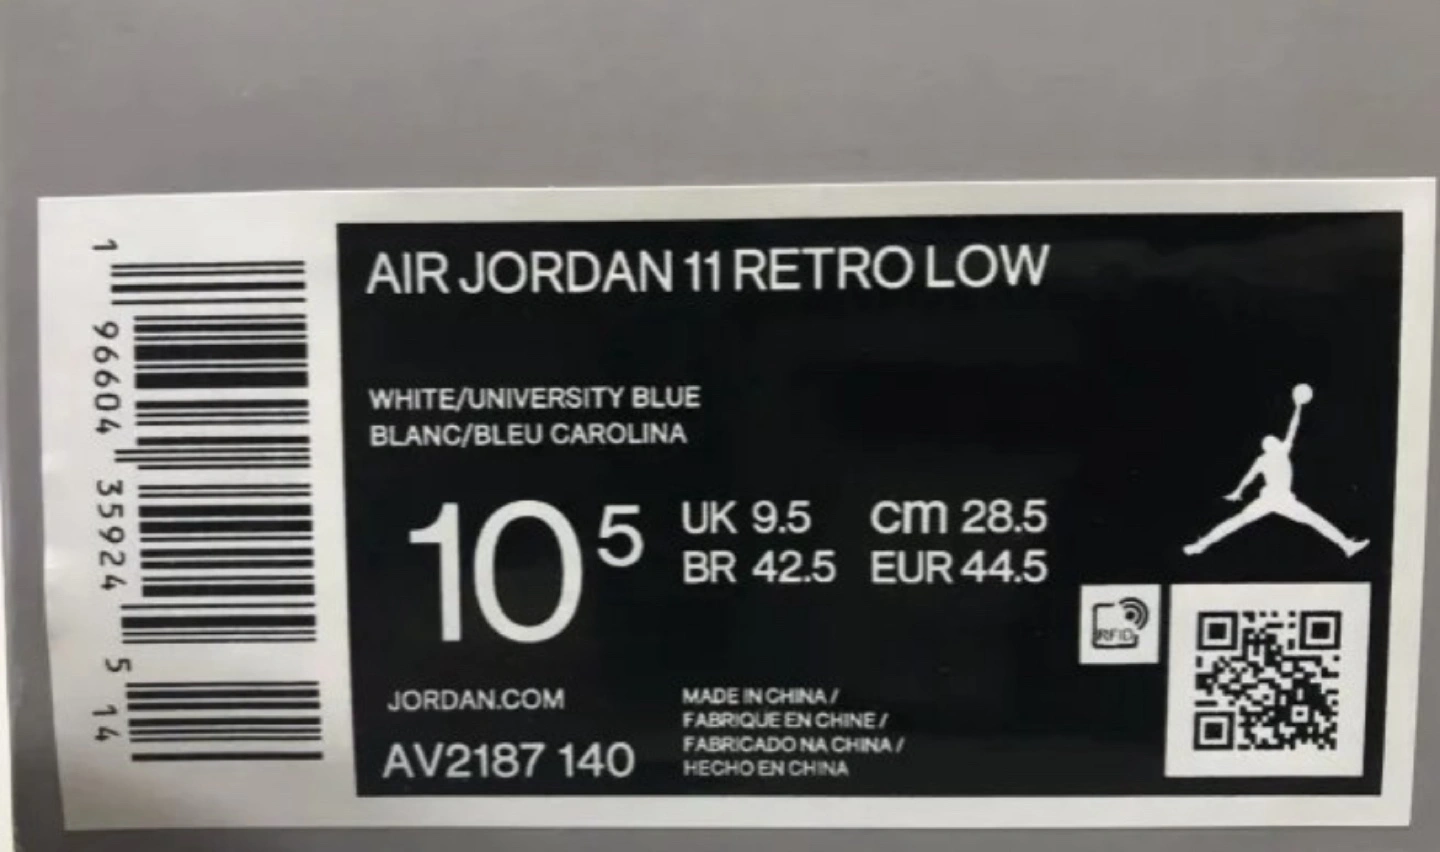 1 96604 35924 5 14
AIR JORDAN 11 RETRO LOW
WHITE/UNIVERSITY BLUE
BLANC/BLEU CAROLINA
10 5
UK 9.5 cm 28.5
BR 42.5 EUR 44.5
RFID
JORDAN.COM
AV2187 140
MADE IN CHINA /
FABRIQUE EN CHINE /
FABRICADO NA CHINA /
HECHO EN CHINA